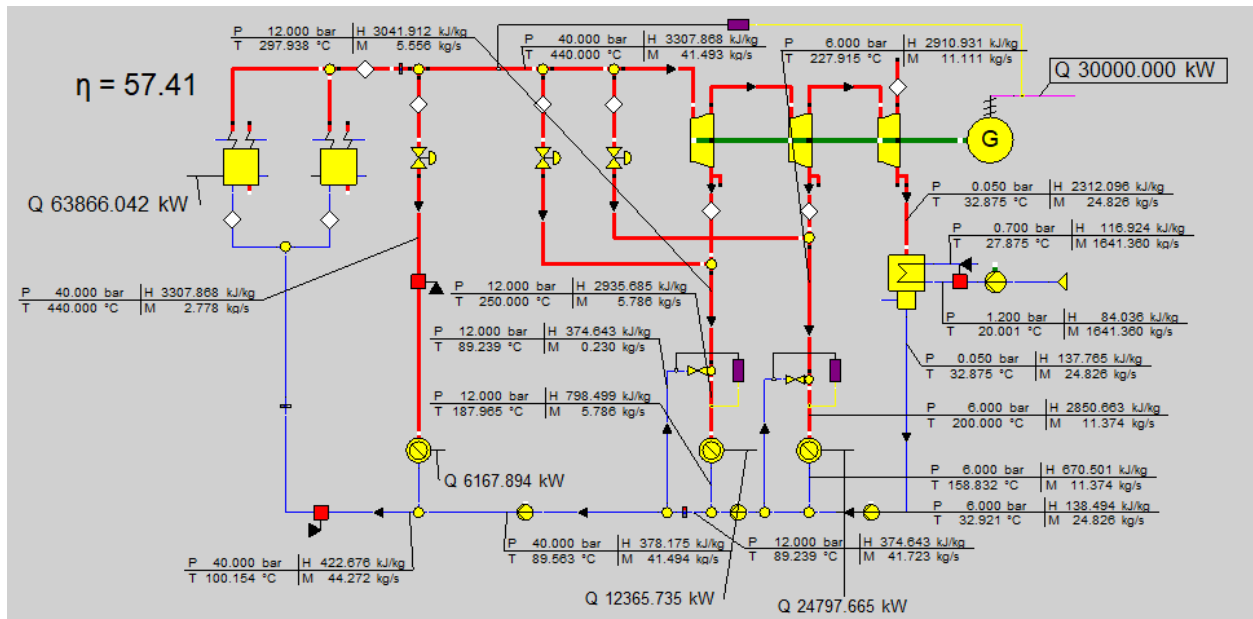 P 12.000 bar H 3041.912 kJ/kg
T 297.938 °C M 5.556 kg/s
P 40.000 bar H 3307.868 kJ/kg
T 440.000 °C M 41.493 kg/s
P 6.000 bar H 2910.931 kJ/kg
T 227.915 °C M 11.111 kg/s
η = 57.41
Q 30000.000 kW
G
Q 63866.042 kW
P 0.050 bar H 2312.096 kJ/kg
T 32.875 °C M 24.826 kg/s
P 0.700 bar H 116.924 kJ/kg
T 27.875 °C M 1641.360 kg/s
P 40.000 bar H 3307.868 kJ/kg
T 440.000 °C M 2.778 kg/s
P 12.000 bar H 2935.685 kJ/kg
T 250.000 °C M 5.786 kg/s
P 1.200 bar H 84.036 kJ/kg
T 20.001 °C M 1641.360 kg/s
P 12.000 bar H 374.643 kJ/kg
T 89.239 °C M 0.230 kg/s
P 0.050 bar H 137.765 kJ/kg
T 32.875 °C M 24.826 kg/s
P 12.000 bar H 798.499 kJ/kg
T 187.965 °C M 5.786 kg/s
P 6.000 bar H 2850.663 kJ/kg
T 200.000 °C M 11.374 kg/s
Q 6167.894 kW
P 6.000 bar H 670.501 kJ/kg
T 158.832 °C M 11.374 kg/s
P 6.000 bar H 138.494 kJ/kg
T 32.921 °C M 24.826 kg/s
P 40.000 bar H 378.175 kJ/kg
T 89.563 °C M 41.494 kg/s
P 12.000 bar H 374.643 kJ/kg
T 89.239 °C M 41.723 kg/s
P 40.000 bar H 422.676 kJ/kg
T 100.154 °C M 44.272 kg/s
Q 12365.735 kW
Q 24797.665 kW